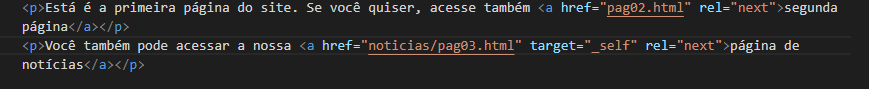 <p>Está é a primeira página do site. Se você quiser, acesse também <a href="pag02.html" rel="next">segunda
página</a></p>
<p>Você também pode acessar a nossa <a href="noticias/pag03.html" target="_self" rel="next">página de
notícias</a></p>